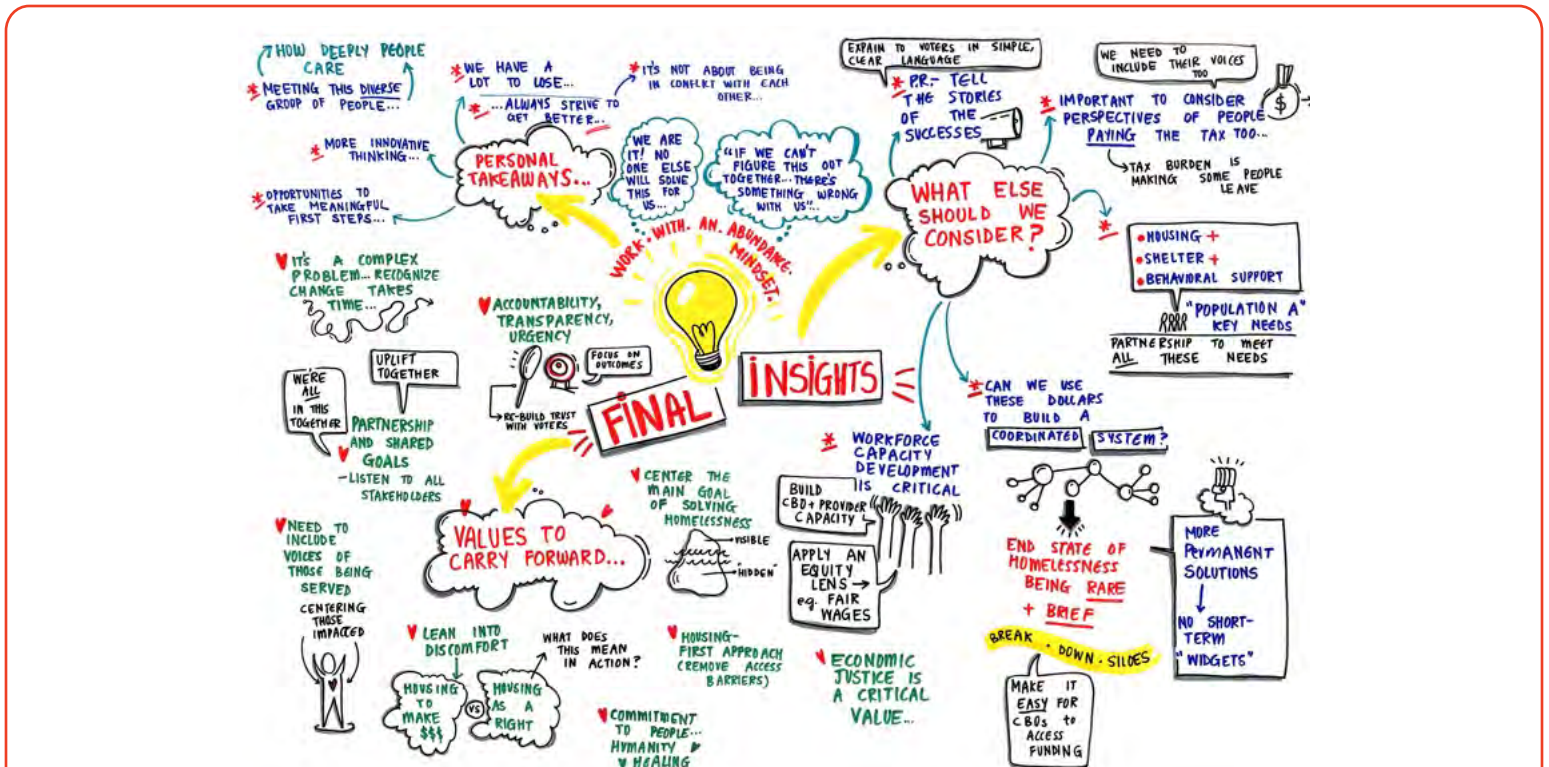 HOW DEEPLY PEOPLE
CARE
* MEETING THIS DIVERSE
GROUP OF PEOPLE...
* WE HAVE A
LOT TO LOSE...
* ...ALWAYS STRIVE TO
GET BETTER...
* IT'S NOT ABOUT BEING
IN CONFLICT WITH EACH
OTHER...
* MORE INNOVATIVE
THINKING...
* OPPORTUNITIES TO
TAKE MEANINGFUL
FIRST STEPS...
PERSONAL
TAKEAWAYS...
WE ARE
IT! NO
ONE ELSE
WILL SOLVE
THIS FOR
US...
"IF WE CAN'T
FIGURE THIS OUT
TOGETHER... THERE'S
SOMETHING WRONG
WITH US"...
WORK. WITH. AN. ABUNDANCE.
MINDSET.
FINAL
INSIGHTS
EXPAIN TO VOTERS IN SIMPLE,
CLEAR LANGUAGE
* P.R.- TELL
THE STORIES
OF THE
SUCCESSES
WE NEED TO
INCLUDE THEIR VOICES
TOO
$
* IMPORTANT TO CONSIDER
PERSPECTIVES OF PEOPLE
PAYING THE TAX TOO...
TAX BURDEN IS
MAKING SOME PEOPLE
LEAVE
WHAT ELSE
SHOULD WE
CONSIDER?
*
• HOUSING +
• SHELTER +
• BEHAVIORAL SUPPORT
"POPULATION A"
KEY NEEDS
PARTNERSHIP TO MEET
ALL THESE NEEDS
* CAN WE USE
THESE DOLLARS
TO BUILD A
COORDINATED SYSTEM?
END STATE OF
HOMELESSNESS
BEING RARE
+ BRIEF
BREAK . DOWN . SILOES
MAKE IT
EASY FOR
CBOs to
ACCESS
FUNDING
MORE
PERMANENT
SOLUTIONS
NO SHORT-
TERM
"WIDGETS"
* WORKFORCE
CAPACITY
DEVELOPMENT
IS CRITICAL
BUILD
CBO + PROVIDER
CAPACITY
APPLY AN
EQUITY
LENS →
eg. FAIR
WAGES
♥ IT'S A COMPLEX
PROBLEM... RECOGNIZE
CHANGE TAKES
TIME...
♥ ACCOUNTABILITY,
TRANSPARENCY,
URGENCY
FOCUS ON
OUTCOMES
RE-BUILD TRUST
WITH VOTERS
UPLIFT
TOGETHER
WE'RE
ALL
IN THIS
TOGETHER
PARTNERSHIP
AND SHARED
♥ GOALS
- LISTEN TO ALL
STAKEHOLDERS
VALUES TO
CARRY FORWARD...
♥ CENTER THE
MAIN GOAL
OF SOLVING
HOMELESSNESS
VISIBLE
"HIDDEN"
♥ NEED TO
INCLUDE
VOICES OF
THOSE BEING
SERVED
CENTERING
THOSE
IMPACTED
♥ LEAN INTO
DISCOMFORT
WHAT DOES
THIS MEAN
IN ACTION?
HOUSING
TO
MAKE
$$$
VS
HOUSING
AS A
RIGHT
♥ HOUSING-
FIRST APPROACH
(REMOVE ACCESS
BARRIERS)
♥ COMMITMENT
TO PEOPLE...
HUMANITY ♥
♥ HEALING
♥ ECONOMIC
JUSTICE IS
A CRITICAL
VALUE...